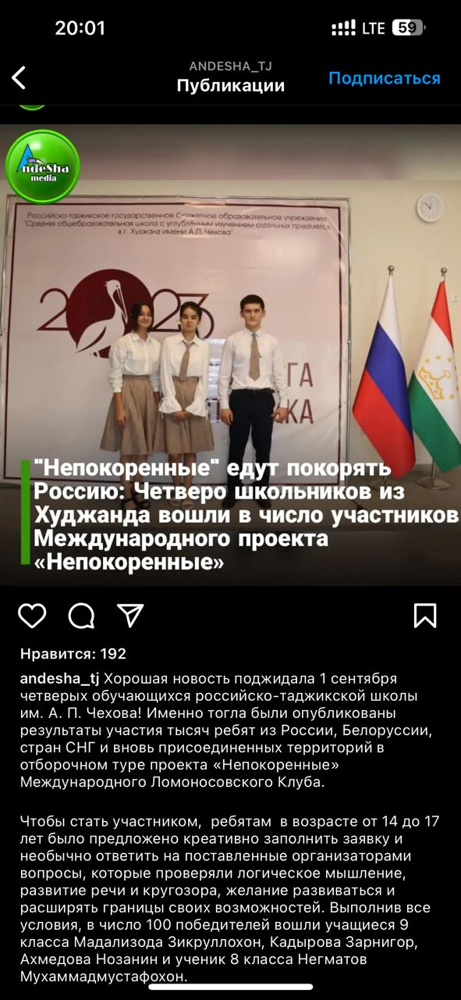 20:01
LTE 59
ANDESHA_TJ
Публикации
Подписаться
AndeSha
media
Российско-таджикское государственное бюджетное образовательное учреждение
"Средняя общеобразовательная школа с углублённым изучением отдельных предметов
в г. Худжанд имени А.П. Чехова"
2023
ГА
КА
"Непокоренные" едут покорять
Россию: Четверо школьников из
Худжанда вошли в число участников
Международного проекта
«Непокоренные»
Нравится: 192
andesha_tj Хорошая новость поджидала 1 сентября
четверых обучающихся российско-таджикской школы
им. А. П. Чехова! Именно тогла были опубликованы
результаты участия тысяч ребят из России, Белоруссии,
стран СНГ и вновь присоединенных территорий в
отборочном туре проекта «Непокоренные»
Международного Ломоносовского Клуба.
Чтобы стать участником, ребятам в возрасте от 14 до 17
лет было предложено креативно заполнить заявку и
необычно ответить на поставленные организаторами
вопросы, которые проверяли логическое мышление,
развитие речи и кругозора, желание развиваться и
расширять границы своих возможностей. Выполнив все
условия, в число 100 победителей вошли учащиеся 9
класса Мадализода Зикруллохон, Кадырова Зарнигор,
Ахмедова Нозанин и ученик 8 класса Негматов
Мухаммадмустафохон.